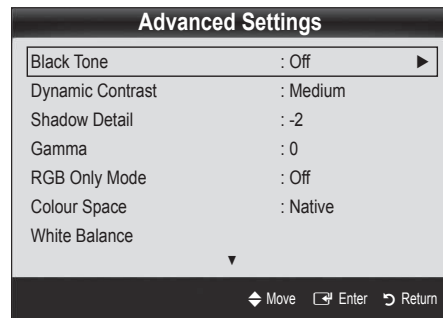 Advanced Settings
Black Tone : Off ►
Dynamic Contrast : Medium
Shadow Detail : -2
Gamma : 0
RGB Only Mode : Off
Colour Space : Native
White Balance
▼
Move Enter Return